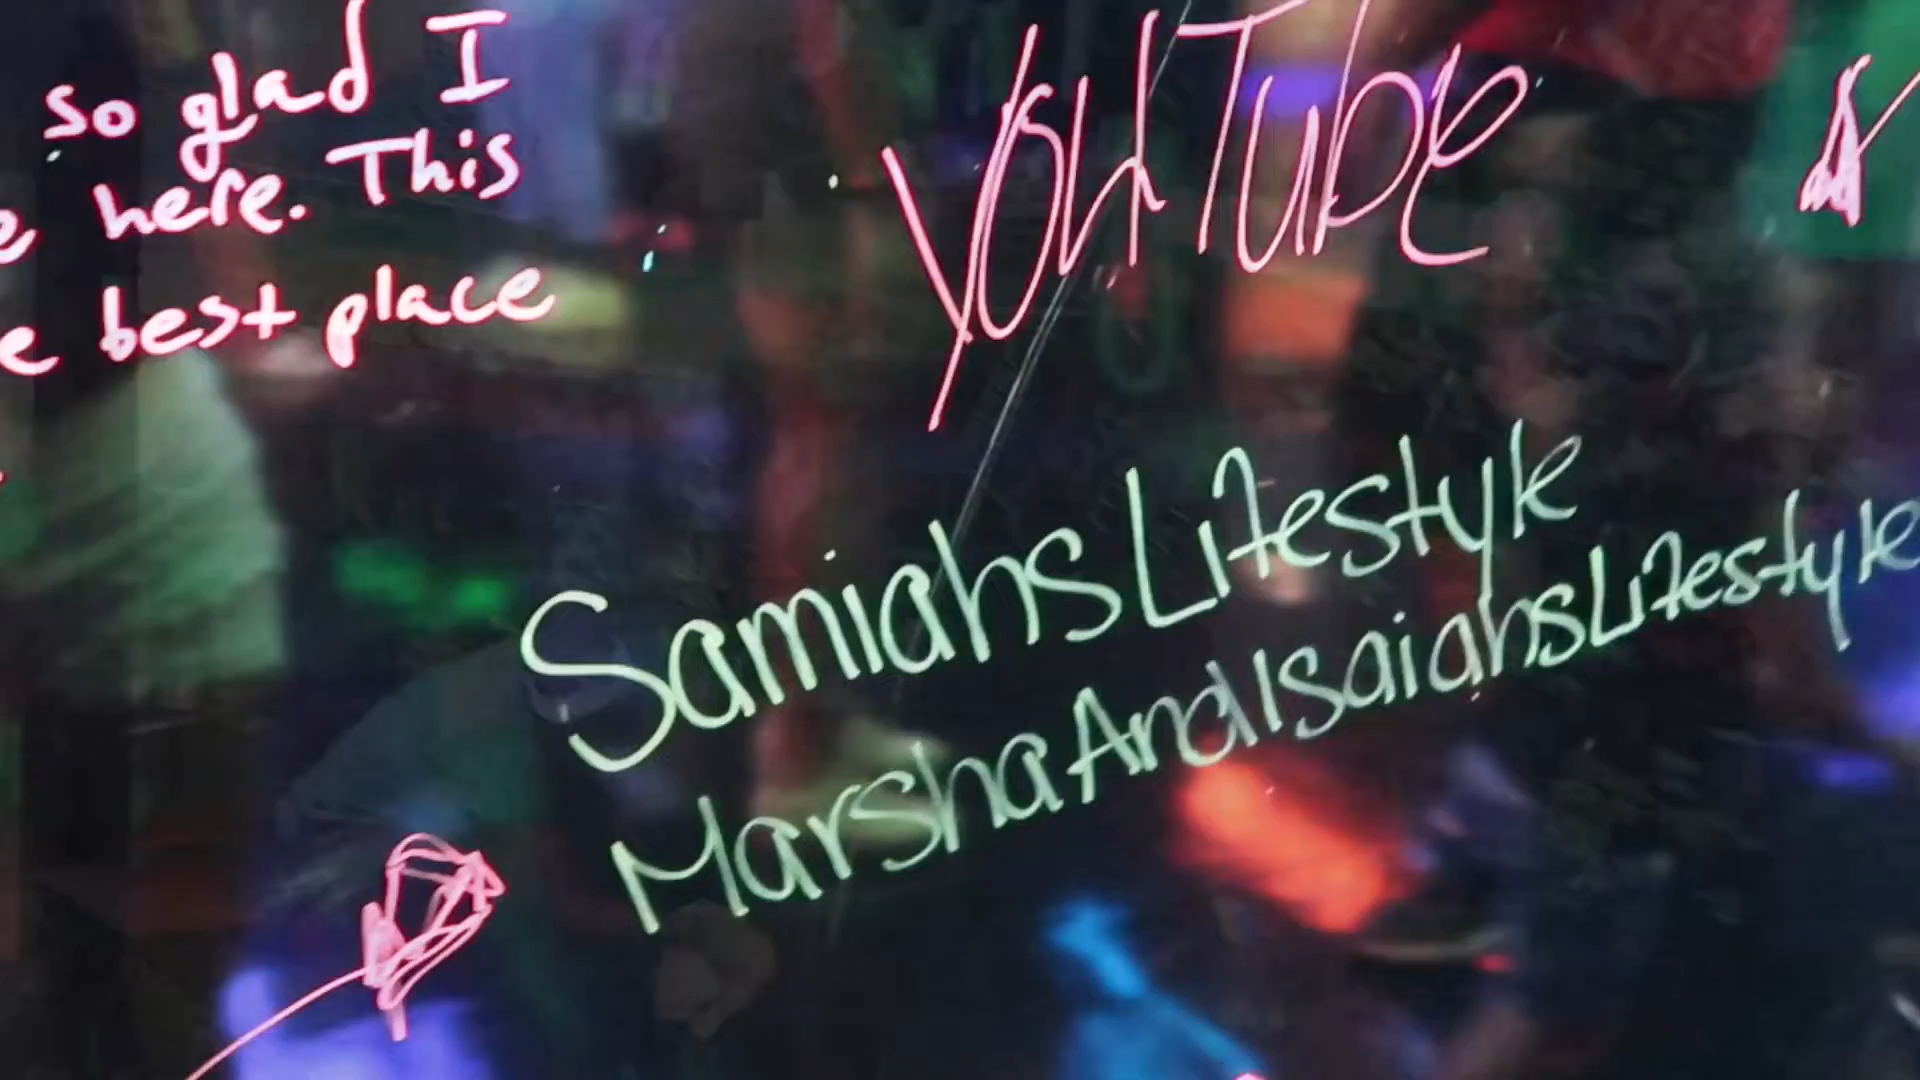 so glad I
here. This
best place
YouTube
SamiahsLifestyle
MarshaAndIsaiahsLifestyle